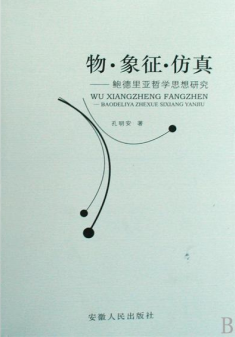 物·象征·仿真
——鲍德里亚哲学思想研究
WU XIANGZHENG FANGZHEN
—BAODELIYA ZHEXUE SIXIANG YANJIU
孔明安 著
安徽人民出版社
B